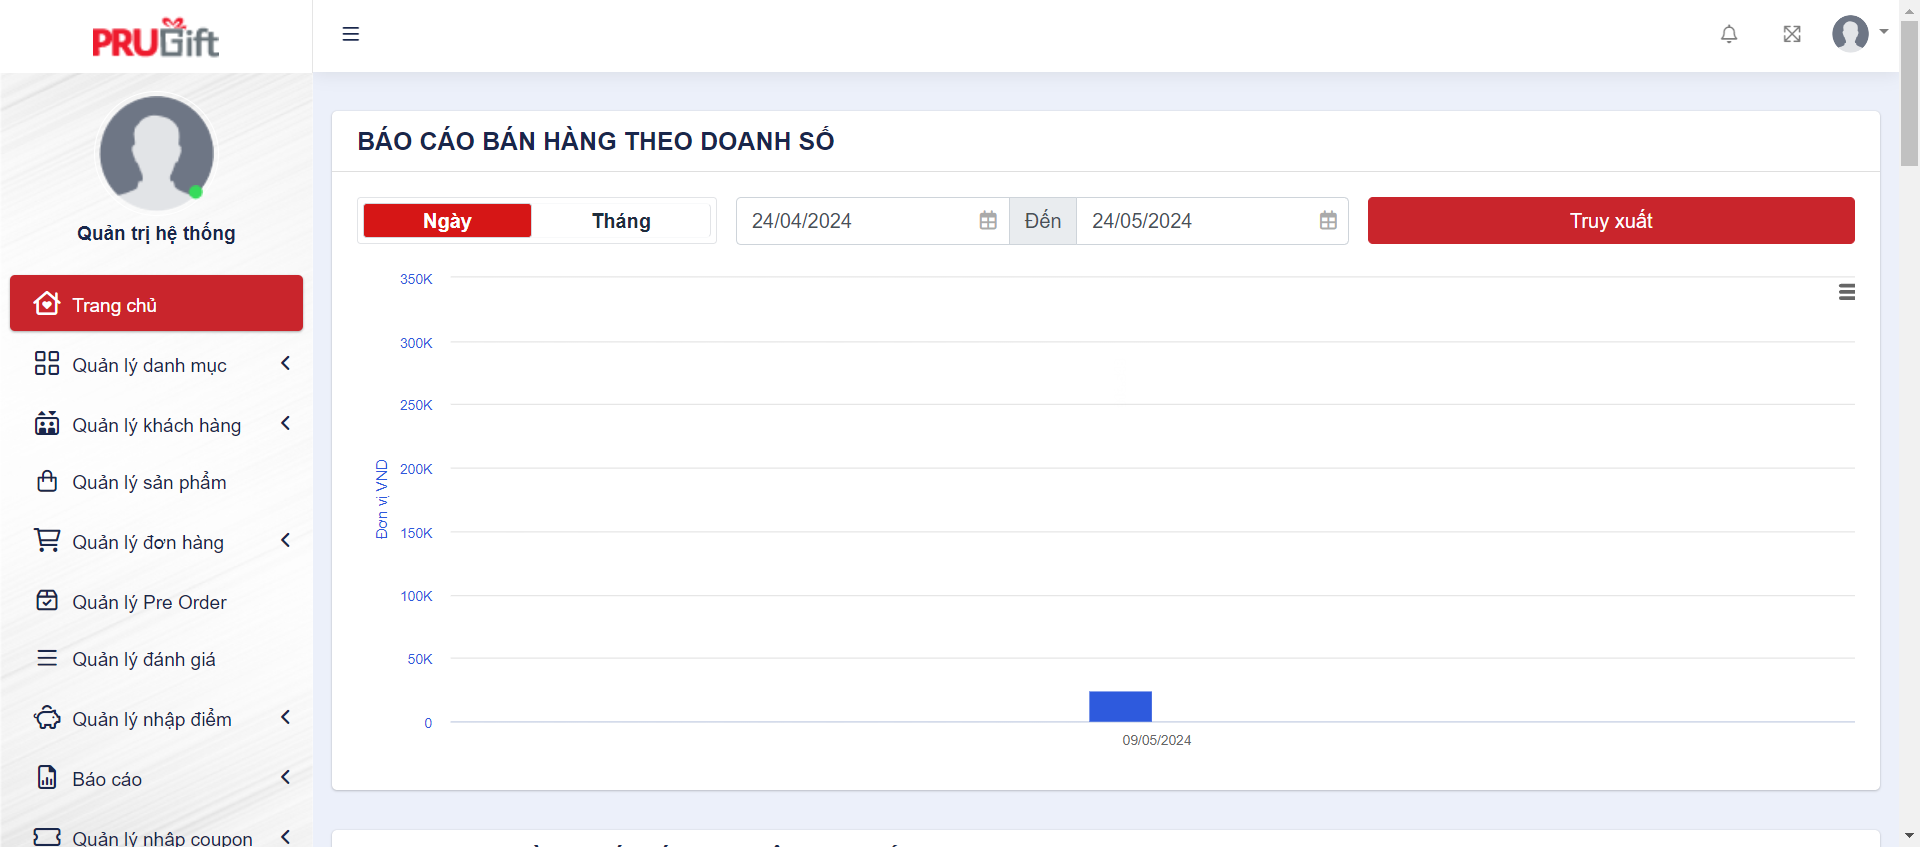 PRUGift
Quản trị hệ thống
Trang chủ
Quản lý danh mục
Quản lý khách hàng
Quản lý sản phẩm
Quản lý đơn hàng
Quản lý Pre Order
Quản lý đánh giá
Quản lý nhập điểm
Báo cáo
Quản lý nhập coupon
BÁO CÁO BÁN HÀNG THEO DOANH SỐ
Ngày Tháng 24/04/2024 Đến 24/05/2024 Truy xuất
350K
300K
250K
200K
150K
100K
50K
0
Đơn vị VND
09/05/2024